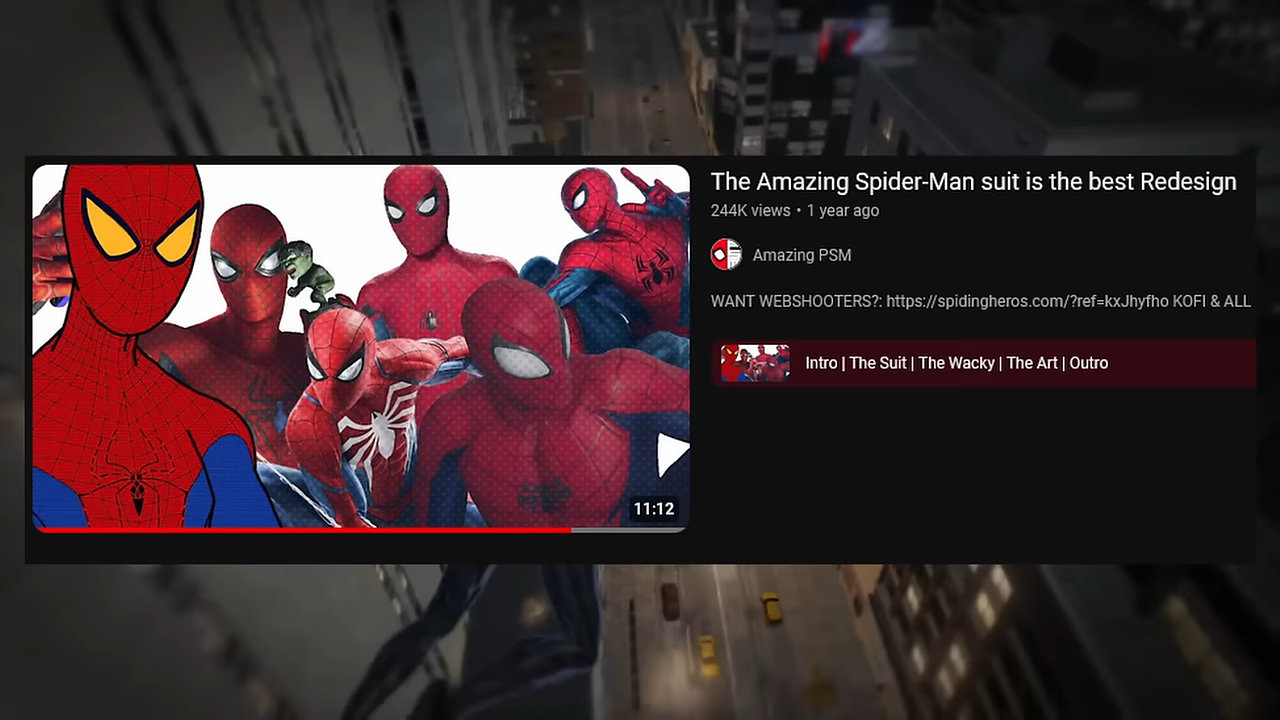 The Amazing Spider-Man suit is the best Redesign
244K views • 1 year ago
Amazing PSM
WANT WEBSHOOTERS?: https://spidingheros.com/?ref=kxJhyfho KOFI & ALL
Intro | The Suit | The Wacky | The Art | Outro
11:12